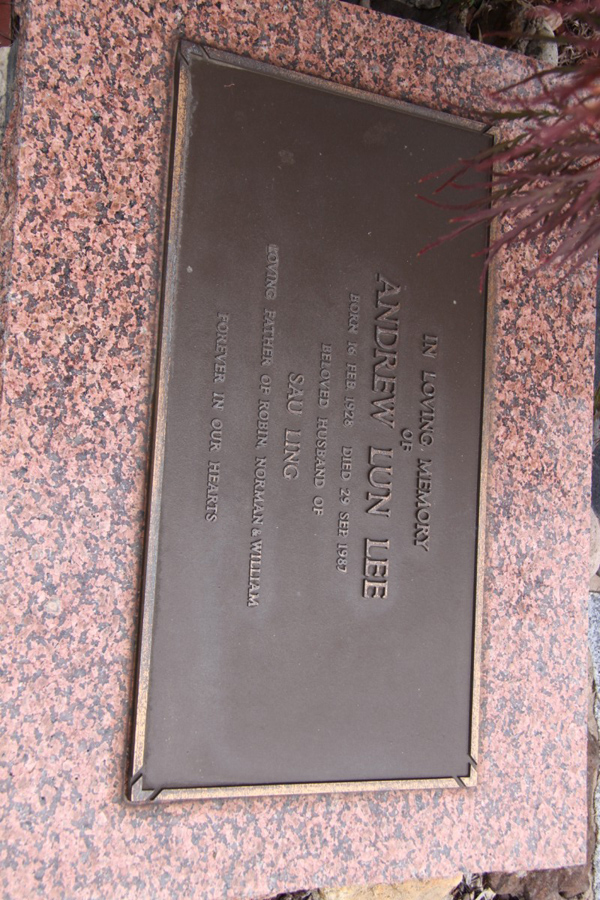 IN LOVING MEMORY
OF
ANDREW LUN LEE
BORN 16 FEB. 1928 DIED 29 SEP. 1987
BELOVED HUSBAND OF
SAU LING
LOVING FATHER OF ROBIN, NORMAN & WILLIAM
FOREVER IN OUR HEARTS